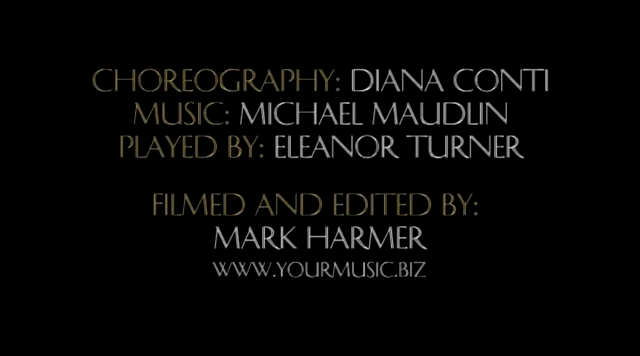 CHOREOGRAPHY: DIANA CONTI
MUSIC: MICHAEL MAUDLIN
PLAYED BY: ELEANOR TURNER
FILMED AND EDITED BY:
MARK HARMER
WWW.YOURMUSIC.BIZ